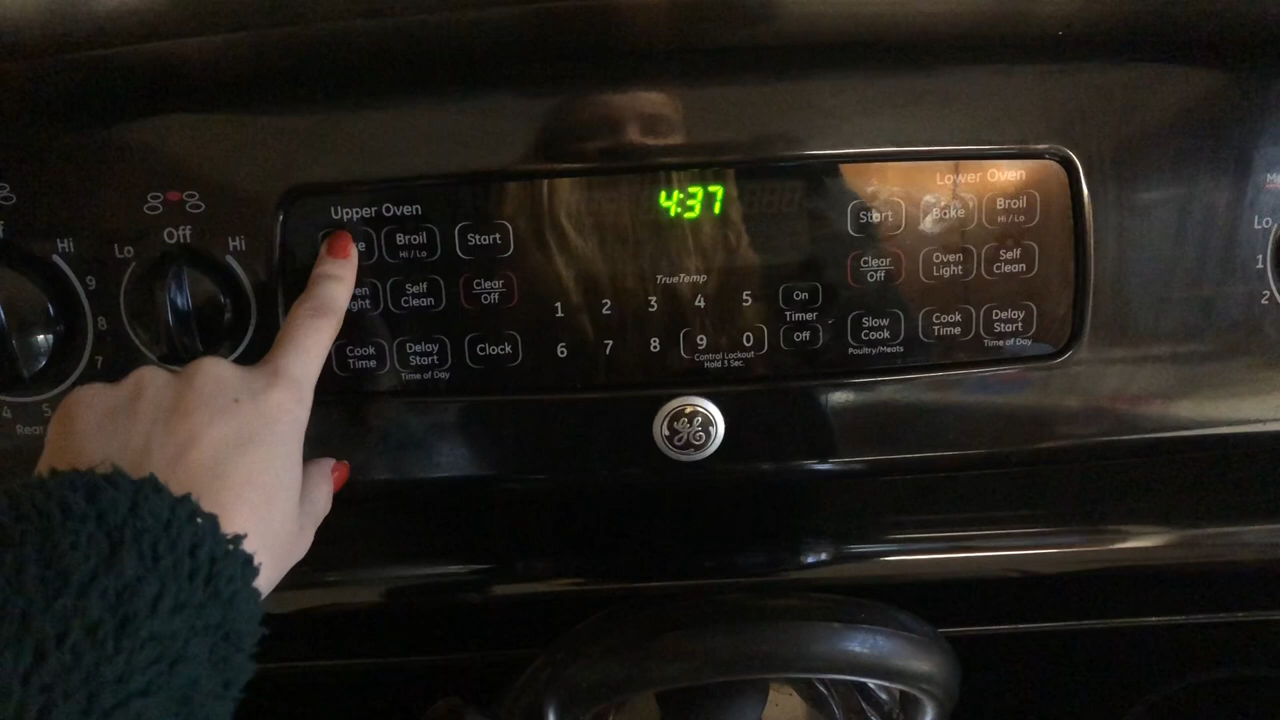 Upper Oven
Broil
Hi / Lo
Start
Self
Clean
Clear
Off
Cook
Time
Delay
Start
Time of Day
Clock
4:37
TrueTemp
1 2 3 4 5
6 7 8 9 0
Control Lockout
Hold 3 Sec.
On
Timer
Off
Lower Oven
Start
Bake
Broil
Hi / Lo
Clear
Off
Oven
Light
Self
Clean
Slow
Cook
Poultry/Meats
Cook
Time
Delay
Start
Time of Day
GE
Hi
9
8
7
4 5
Off
Lo
Hi
Lo
1
2